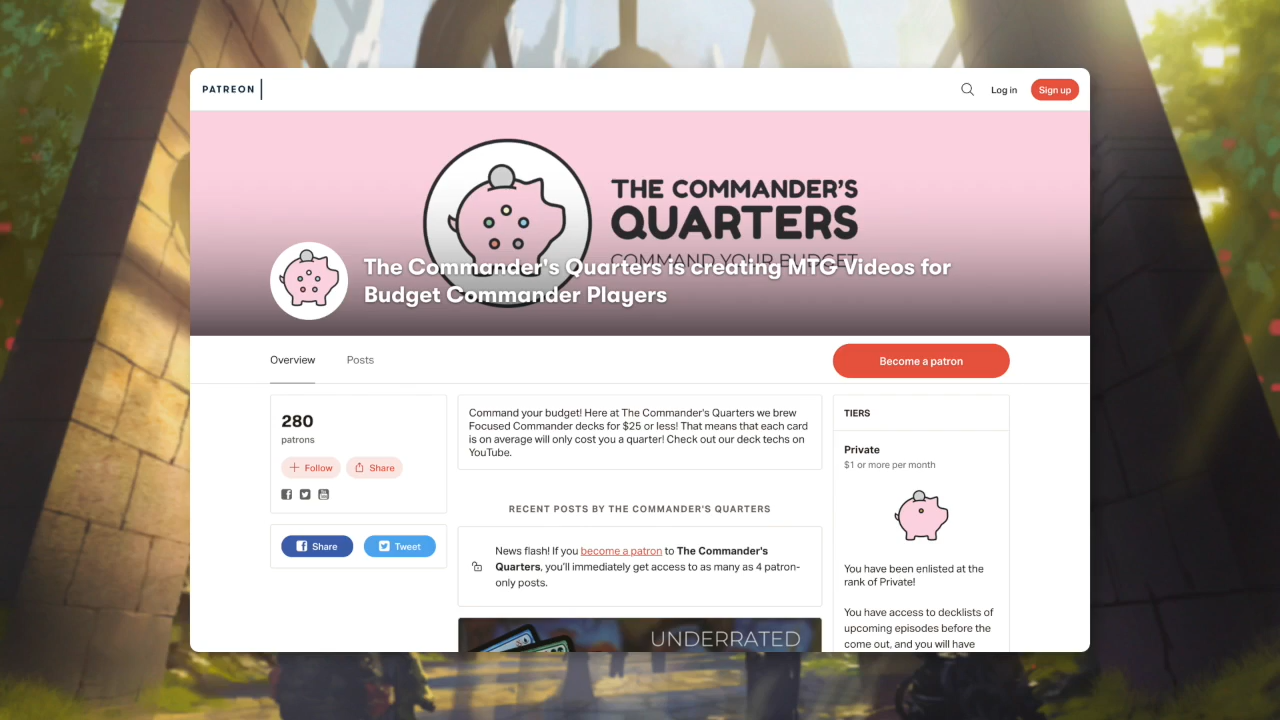 PATREON
Log in
Sign up
THE COMMANDER'S
QUARTERS
COMMAND YOUR BUDGET
The Commander's Quarters is creating MTG Videos for
Budget Commander Players
Overview
Posts
Become a patron
280
patrons
Follow
Share
Share
Tweet
Command your budget! Here at The Commander's Quarters we brew
Focused Commander decks for $25 or less! That means that each card
is on average will only cost you a quarter! Check out our deck techs on
YouTube.
RECENT POSTS BY THE COMMANDER'S QUARTERS
News flash! If you become a patron to The Commander's
Quarters, you'll immediately get access to as many as 4 patron-
only posts.
UNDERRATED
TIERS
Private
$1 or more per month
You have been enlisted at the
rank of Private!
You have access to decklists of
upcoming episodes before the
come out, and you will have